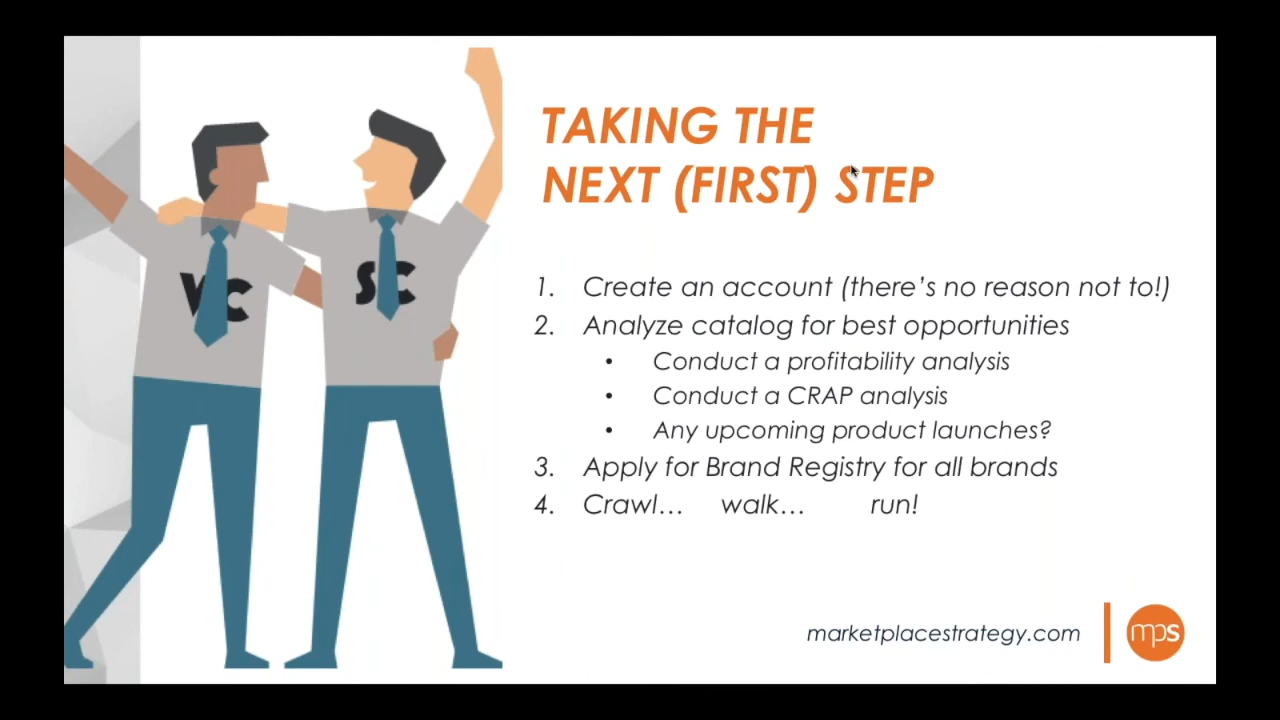 TAKING THE
NEXT (FIRST) STEP
VC
SC
1. Create an account (there's no reason not to!)
2. Analyze catalog for best opportunities
• Conduct a profitability analysis
• Conduct a CRAP analysis
• Any upcoming product launches?
3. Apply for Brand Registry for all brands
4. Crawl… walk… run!
marketplacestrategy.com
mps